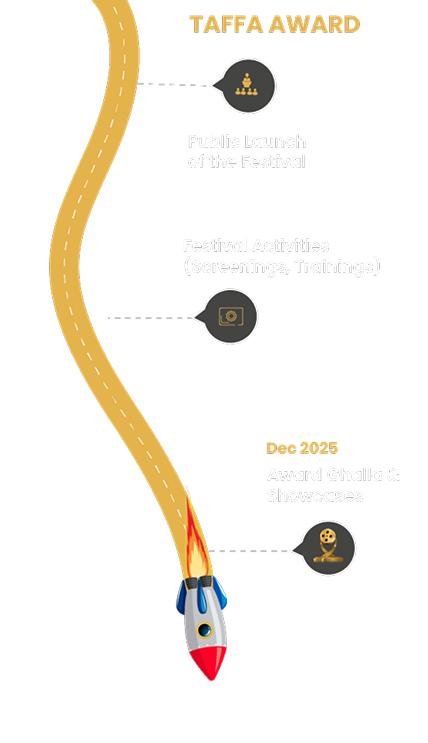 TAFFA AWARD
Public Launch
of the Festival
Festival Activities
(Screenings, Trainings)
Dec 2025
Award Ghalla &
Showcases